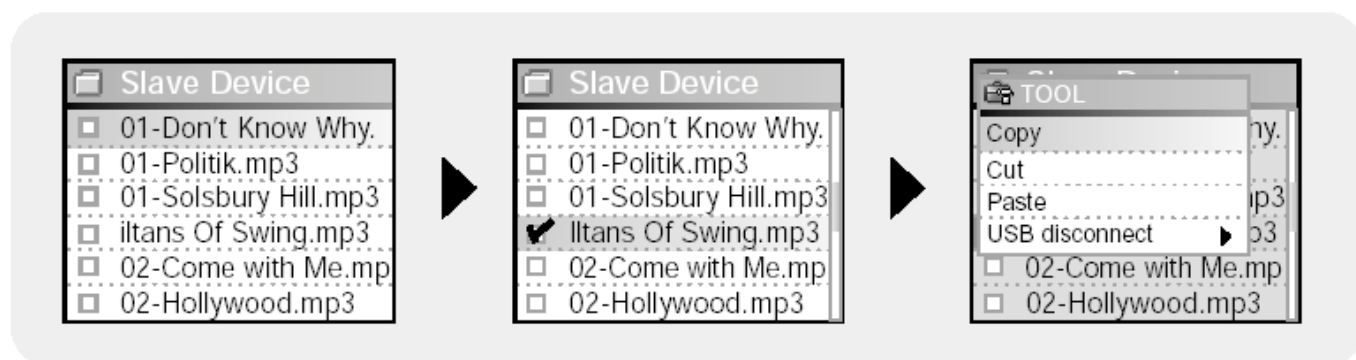 Slave Device
01-Don't Know Why.
01-Politik.mp3
01-Solsbury Hill.mp3
iltans Of Swing.mp3
02-Come with Me.mp
02-Hollywood.mp3
Slave Device
01-Don't Know Why.
01-Politik.mp3
01-Solsbury Hill.mp3
lltans Of Swing.mp3
02-Come with Me.mp
02-Hollywood.mp3
TOOL
Copy
hy.
Cut
Paste
np3
USB disconnect
p3
02-Come with Me.mp
02-Hollywood.mp3